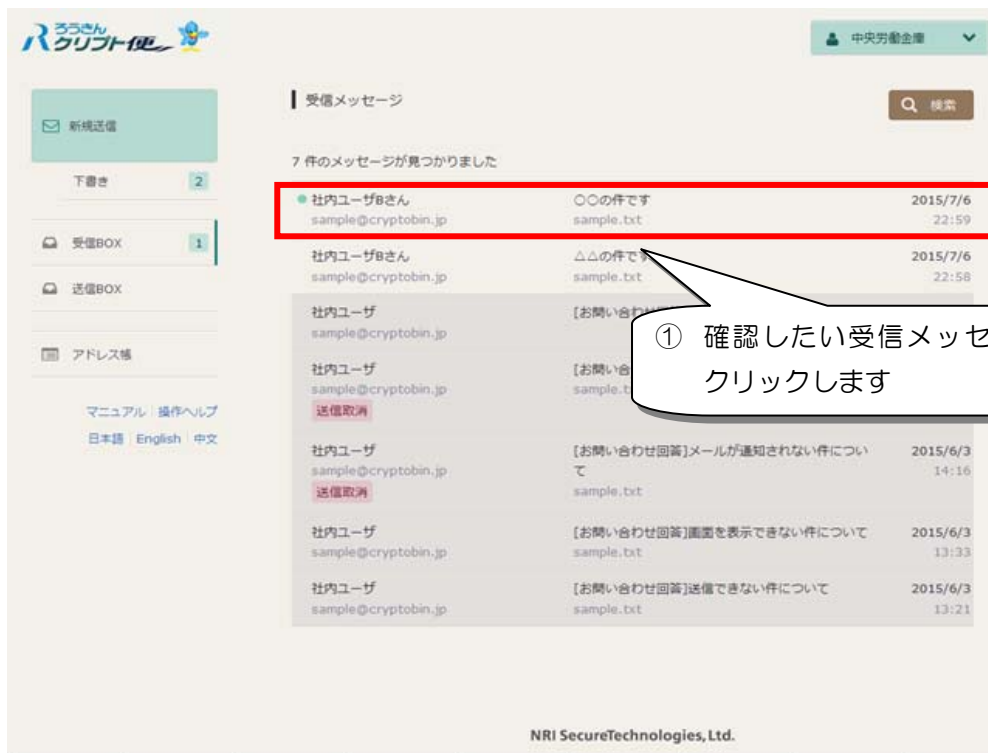 ろうきん
クリプト便
中央労働金庫
新規送信
下書き 2
受信BOX 1
送信BOX
アドレス帳
マニュアル 操作ヘルプ
日本語 English 中文
受信メッセージ
検索
7 件のメッセージが見つかりました
社内ユーザBさん ○○の件です 2015/7/6
sample@cryptobin.jp sample.txt 22:59
社内ユーザBさん △△の件です 2015/7/6
sample@cryptobin.jp sample.txt 22:58
社内ユーザ [お問い合わせ
sample@cryptobin.jp
社内ユーザ [お問い合
sample@cryptobin.jp sample.t
送信取消
① 確認したい受信メッセ
クリックします
社内ユーザ [お問い合わせ回答]メールが通知されない件につい 2015/6/3
sample@cryptobin.jp て 14:16
送信取消 sample.txt
社内ユーザ [お問い合わせ回答]画面を表示できない件について 2015/6/3
sample@cryptobin.jp sample.txt 13:33
社内ユーザ [お問い合わせ回答]送信できない件について 2015/6/3
sample@cryptobin.jp sample.txt 13:21
NRI SecureTechnologies, Ltd.